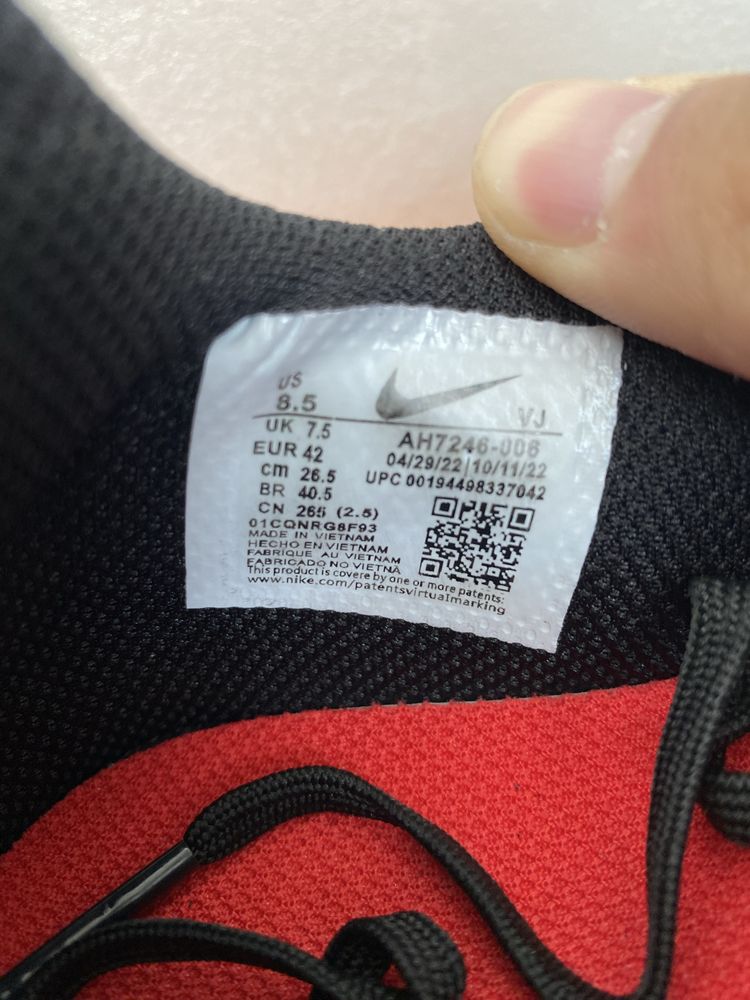 US
8.5
VJ
UK 7.5
AH7246-006
EUR 42
04/29/22|10/11/22
cm 26.5
UPC 00194498337042
BR 40.5
CN 265 (2.5)
01CQNRG8F93
MADE IN VIETNAM
HECHO EN VIETNAM
FABRIQUE AU VIETNAM
FABRICADO NO VIETNÃ
This product is covere by one or more patents:
www.nike.com/patentsvirtualmarking